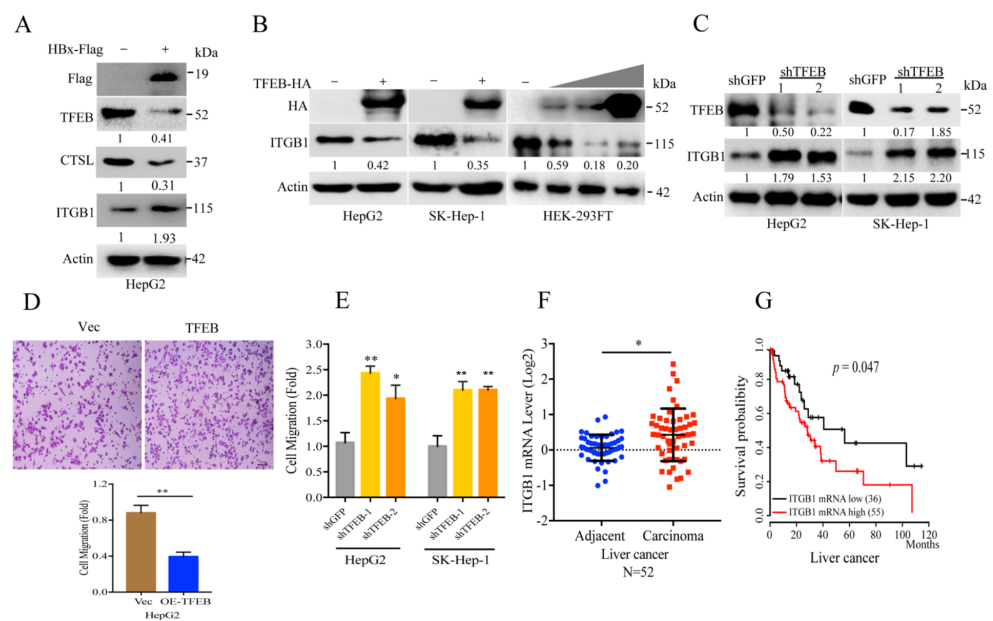 A
HBx-Flag − + kDa
Flag 19
TFEB 52
1 0.41
CTSL 37
1 0.31
ITGB1 115
1 1.93
Actin 42
HepG2
B
TFEB-HA − + − + − kDa
HA 52
ITGB1 115
1 0.42 1 0.35 1 0.59 0.18 0.20
Actin 42
HepG2 SK-Hep-1 HEK-293FT
C
shGFP shTFEB shGFP shTFEB
1 2 1 2 kDa
TFEB 52
1 0.50 0.22 1 0.17 1.85
ITGB1 115
1 1.79 1.53 1 2.15 2.20
Actin 42
HepG2 SK-Hep-1
D
Vec TFEB
Cell Migration (Fold)
1.2
0.8
0.4
0.0
**
Vec OE-TFEB
HepG2
E
Cell Migration (Fold)
3.0
2.5
2.0
1.5
1.0
0.5
0.0
** * ** **
shGFP shTFEB-1 shTFEB-2 shGFP shTFEB-1 shTFEB-2
HepG2 SK-Hep-1
F
ITGB1 mRNA Lever (Log2)
3
2
1
0
-1
-2
*
Adjacent Carcinoma
Liver cancer
N=52
G
Survival probalibity
1.0
0.8
0.6
0.4
0.2
0.0
p = 0.047
ITGB1 mRNA low (36)
ITGB1 mRNA high (55)
0 20 40 60 80 100 120
Months
Liver cancer